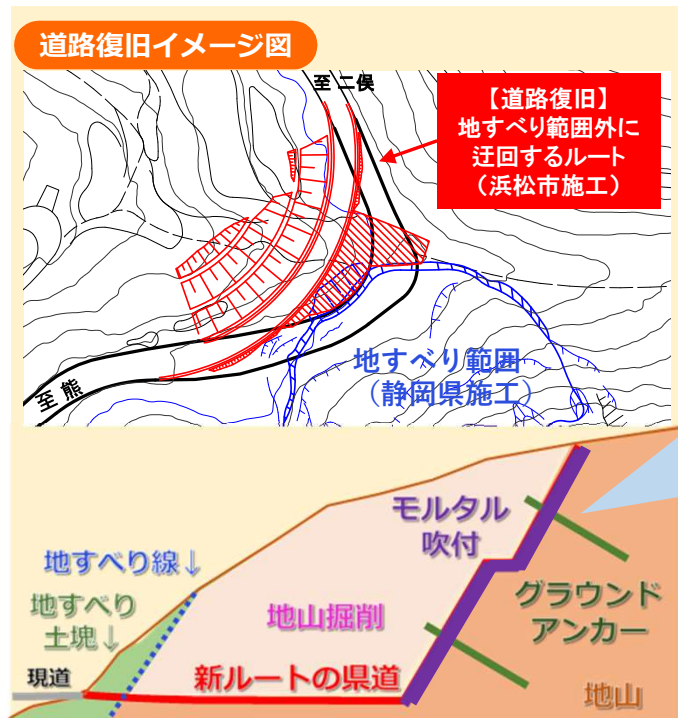 道路復旧イメージ図
至 二俣
【道路復旧】
地すべり範囲外に
迂回するルート
（浜松市施工）
地すべり範囲
（静岡県施工）
至 熊
モルタル
吹付
地すべり線↓
地すべり
土塊↓
グラウンド
アンカー
地山掘削
現道
新ルートの県道
地山